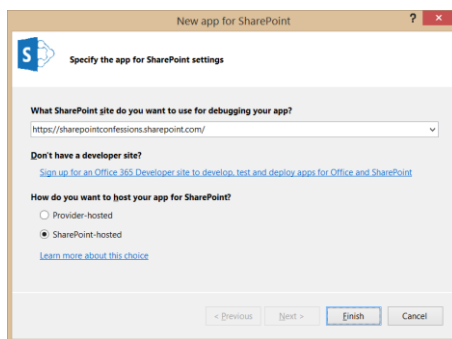 New app for SharePoint
?
×
S
Specify the app for SharePoint settings
What SharePoint site do you want to use for debugging your app?
https://sharepointconfessions.sharepoint.com/
Don't have a developer site?
Sign up for an Office 365 Developer site to develop, test and deploy apps for Office and SharePoint
How do you want to host your app for SharePoint?
Provider-hosted
SharePoint-hosted
Learn more about this choice
< Previous Next > Finish Cancel